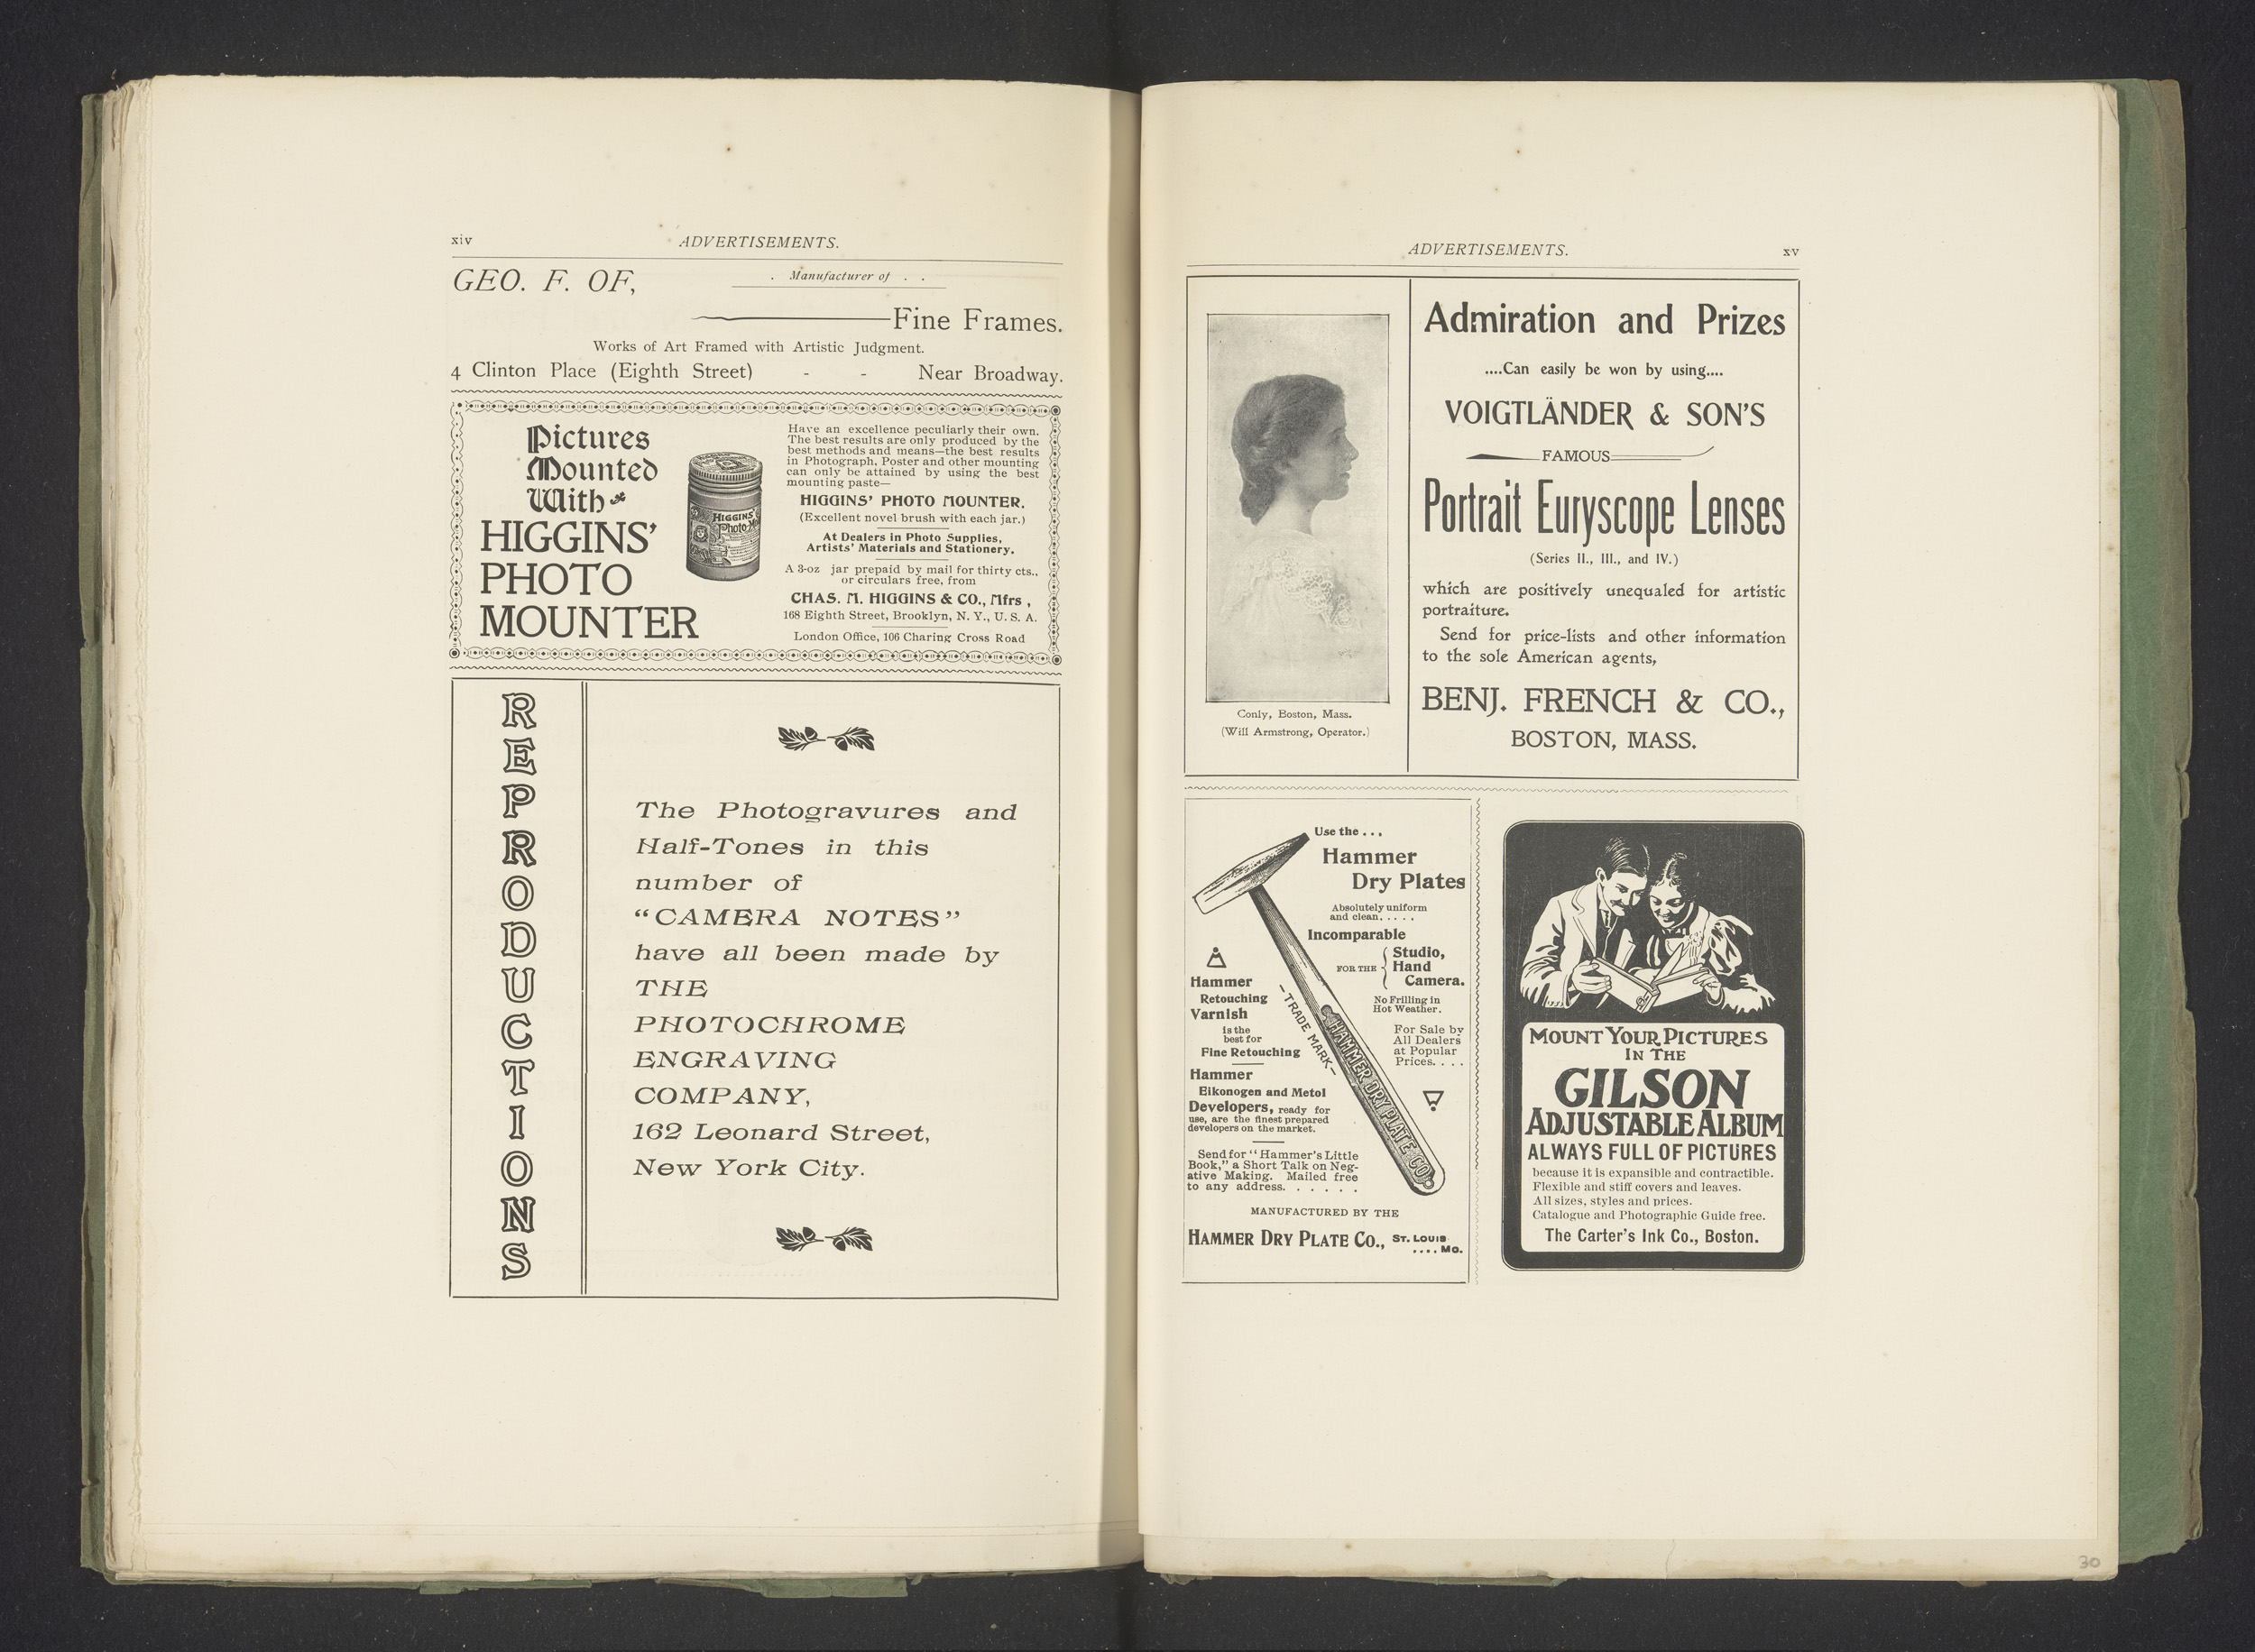 xiv
ADVERTISEMENTS.
GEO. F. OF,
. Manufacturer of . .
Fine Frames.
Works of Art Framed with Artistic Judgment.
4 Clinton Place (Eighth Street) - - Near Broadway.
Pictures
Mounted
With
HIGGINS'
PHOTO
MOUNTER
HIGGINS'
Have an excellence peculiarly their own.
The best results are only produced by the
best methods and means—the best results
in Photograph, Poster and other mounting
can only be attained by using the best
mounting paste—
HIGGINS' PHOTO MOUNTER.
(Excellent novel brush with each jar.)
At Dealers in Photo Supplies,
Artists' Materials and Stationery.
A 3-oz jar prepaid by mail for thirty cts.,
or circulars free, from
CHAS. M. HIGGINS & CO., Mfrs ,
168 Eighth Street, Brooklyn, N. Y., U. S. A.
London Office, 106 Charing Cross Road
REPRODUCTIONS
The Photogravures and
Half-Tones in this
number of
“CAMERA NOTES”
have all been made by
THE
PHOTOCHROME
ENGRAVING
COMPANY,
162 Leonard Street,
New York City.
ADVERTISEMENTS.
xv
Conly, Boston, Mass.
(Will Armstrong, Operator.)
Admiration and Prizes
....Can easily be won by using....
VOIGTLÄNDER & SON'S
FAMOUS
Portrait Euryscope Lenses
(Series II., III., and IV.)
which are positively unequaled for artistic
portraiture.
Send for price-lists and other information
to the sole American agents,
BENJ. FRENCH & CO.,
BOSTON, MASS.
Use the . . .
Hammer
Dry Plates
Absolutely uniform
and clean. . . . .
Incomparable
FOR THE { Studio,
Hand
Camera.
No Frilling in
Hot Weather.
For Sale by
All Dealers
at Popular
Prices. . . .
Hammer
Retouching
Varnish
is the
best for
Fine Retouching
Hammer
Eikonogen and Metol
Developers, ready for
use, are the finest prepared
developers on the market.
Send for “Hammer's Little
Book,” a Short Talk on Neg-
ative Making. Mailed free
to any address. . . . . .
-TRADE MARK-
HAMMER DRY PLATE CO.
MANUFACTURED BY THE
HAMMER DRY PLATE CO., ST. LOUIS
. . . . MO.
MOUNT YOUR PICTURES
IN THE
GILSON
ADJUSTABLE ALBUM
ALWAYS FULL OF PICTURES
because it is expansible and contractible.
Flexible and stiff covers and leaves.
All sizes, styles and prices.
Catalogue and Photographic Guide free.
The Carter's Ink Co., Boston.
30